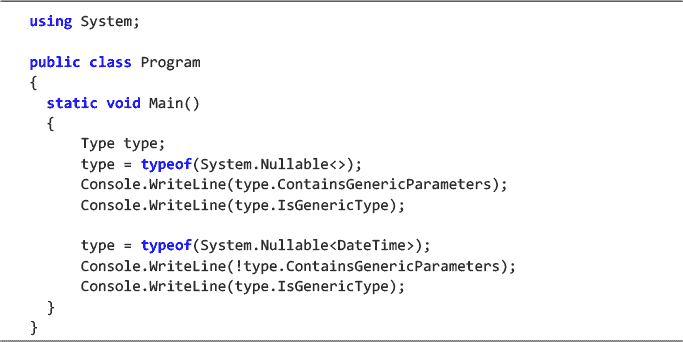 using System;
public class Program
{
static void Main()
{
Type type;
type = typeof(System.Nullable<>);
Console.WriteLine(type.ContainsGenericParameters);
Console.WriteLine(type.IsGenericType);
type = typeof(System.Nullable<DateTime>);
Console.WriteLine(!type.ContainsGenericParameters);
Console.WriteLine(type.IsGenericType);
}
}